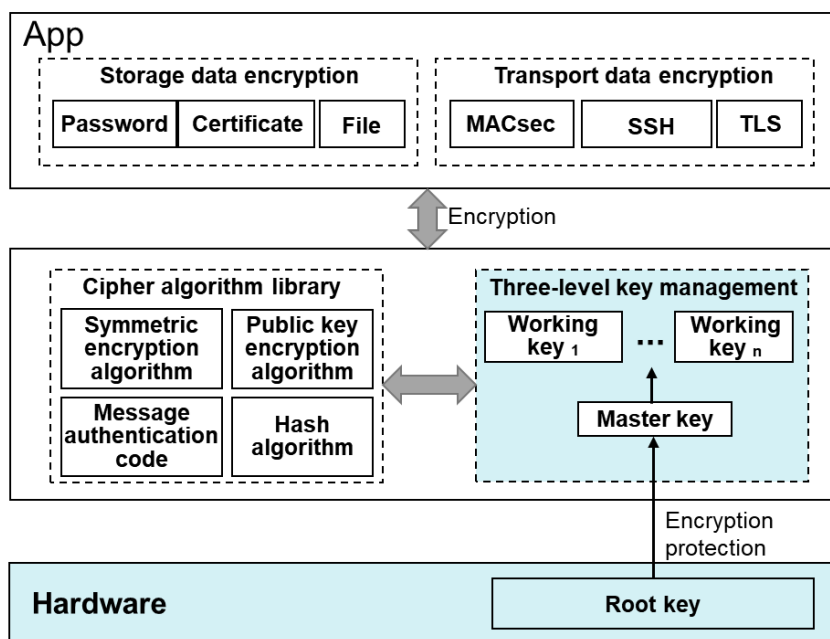 App
Storage data encryption
Transport data encryption
Password
Certificate
File
MACsec
SSH
TLS
Encryption
Cipher algorithm library
Symmetric
encryption
algorithm
Public key
encryption
algorithm
Message
authentication
code
Hash
algorithm
Three-level key management
Working
key 1
...
Working
key n
Master key
Encryption
protection
Hardware
Root key